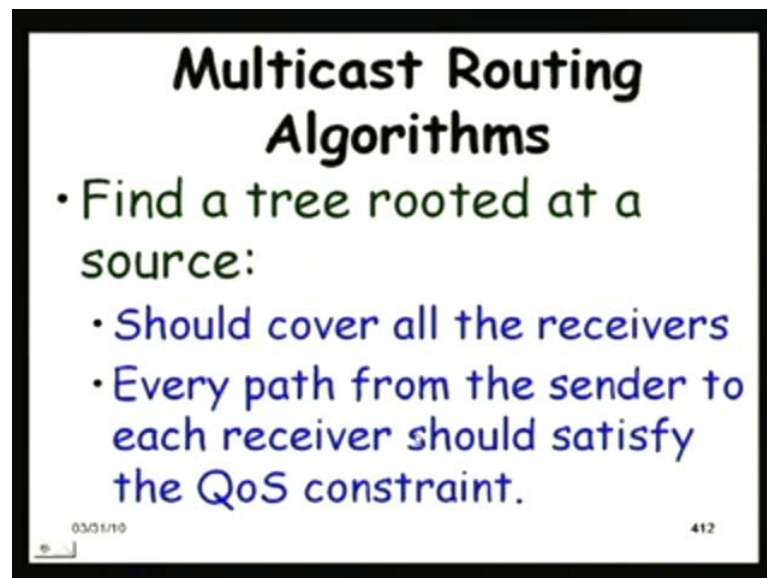 Multicast Routing
Algorithms
• Find a tree rooted at a
source:
• Should cover all the receivers
• Every path from the sender to
each receiver should satisfy
the QoS constraint.
03/31/10
412